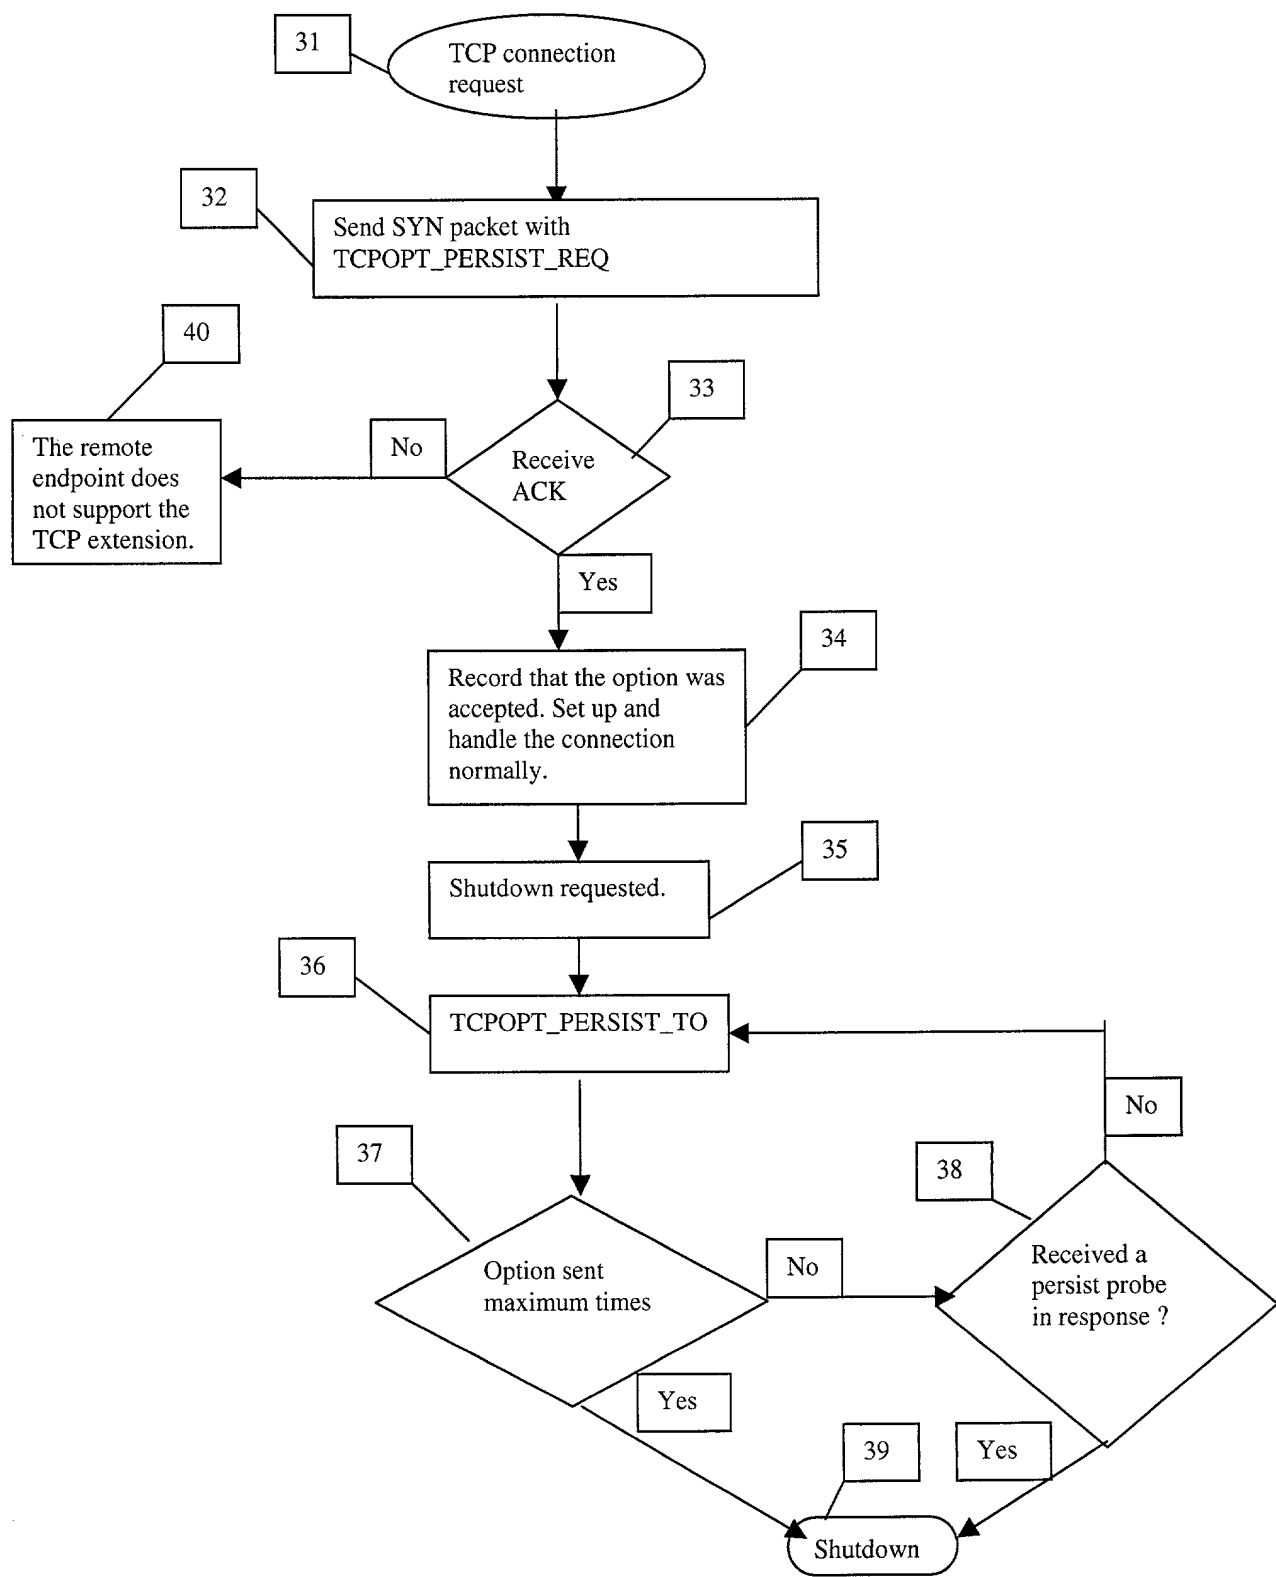 31
TCP connection
request
32
Send SYN packet with
TCPOPT_PERSIST_REQ
40
33
The remote
endpoint does
not support the
TCP extension.
No
Receive
ACK
Yes
34
Record that the option was
accepted. Set up and
handle the connection
normally.
35
Shutdown requested.
36
TCPOPT_PERSIST_TO
No
37
38
Option sent
maximum times
No
Received a
persist probe
in response ?
Yes
39
Yes
Shutdown